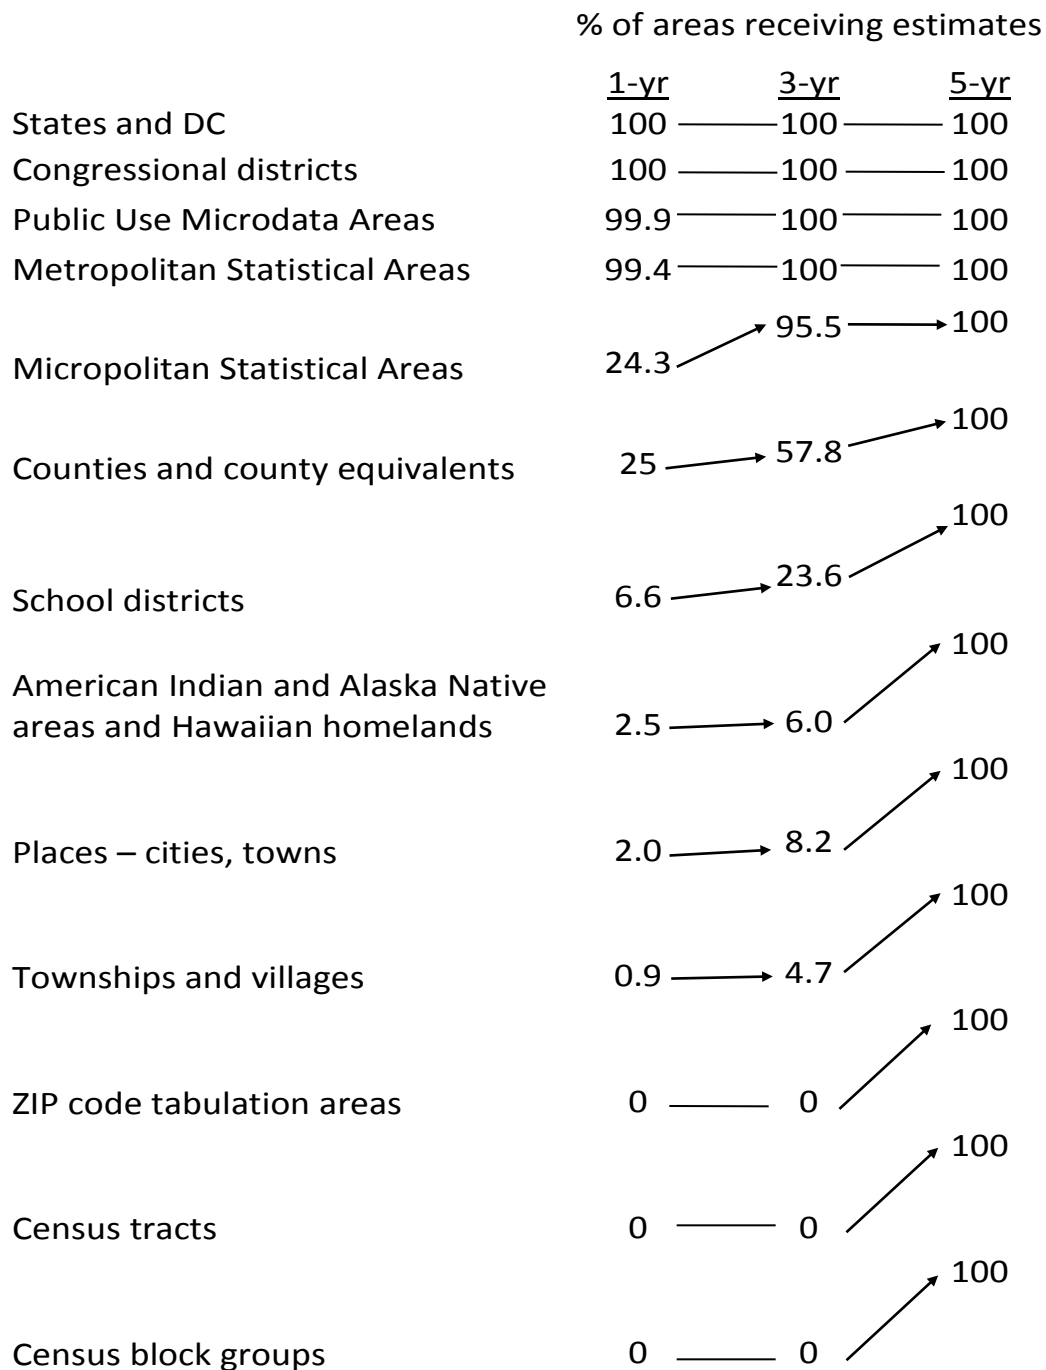 % of areas receiving estimates
1-yr 3-yr 5-yr
States and DC 100 100 100
Congressional districts 100 100 100
Public Use Microdata Areas 99.9 100 100
Metropolitan Statistical Areas 99.4 100 100
Micropolitan Statistical Areas 24.3 95.5 100
Counties and county equivalents 25 57.8 100
School districts 6.6 23.6 100
American Indian and Alaska Native
areas and Hawaiian homelands 2.5 6.0 100
Places – cities, towns 2.0 8.2 100
Townships and villages 0.9 4.7 100
ZIP code tabulation areas 0 0 100
Census tracts 0 0 100
Census block groups 0 0 100